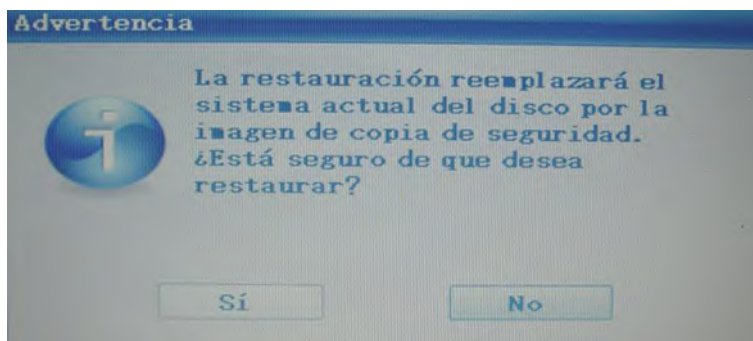 Advertencia
La restauración reemplazará el
sistema actual del disco por la
imagen de copia de seguridad.
¿Está seguro de que desea
restaurar?
Sí
No